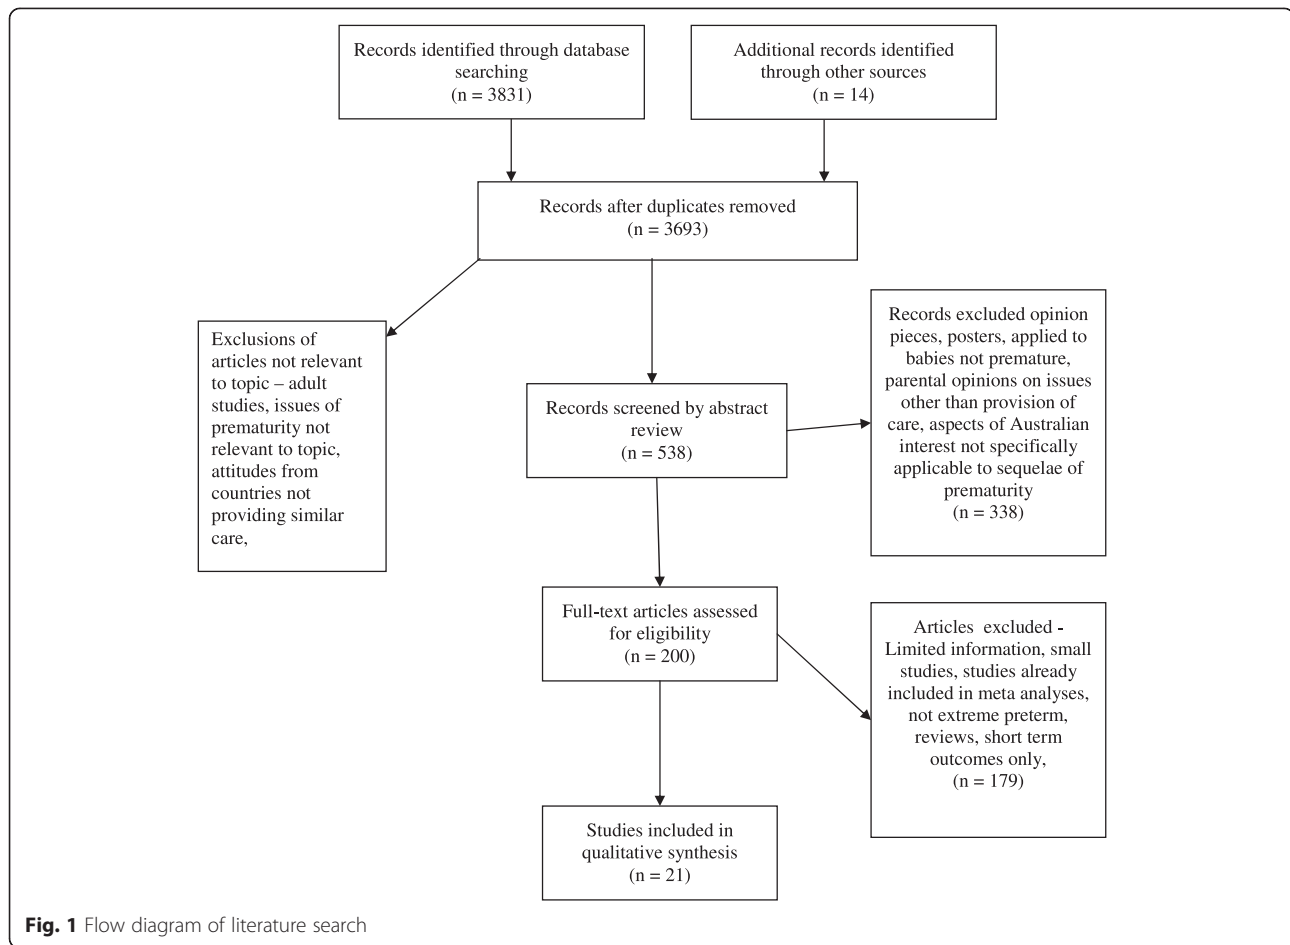 Records identified through database
searching
(n = 3831)
Additional records identified
through other sources
(n = 14)
Records after duplicates removed
(n = 3693)
Exclusions of
articles not relevant
to topic – adult
studies, issues of
prematurity not
relevant to topic,
attitudes from
countries not
providing similar
care,
Records screened by abstract
review
(n = 538)
Records excluded opinion
pieces, posters, applied to
babies not premature,
parental opinions on issues
other than provision of
care, aspects of Australian
interest not specifically
applicable to sequelae of
prematurity
(n = 338)
Full-text articles assessed
for eligibility
(n = 200)
Articles excluded -
Limited information, small
studies, studies already
included in meta analyses,
not extreme preterm,
reviews, short term
outcomes only,
(n = 179)
Studies included in
qualitative synthesis
(n = 21)
Fig. 1 Flow diagram of literature search